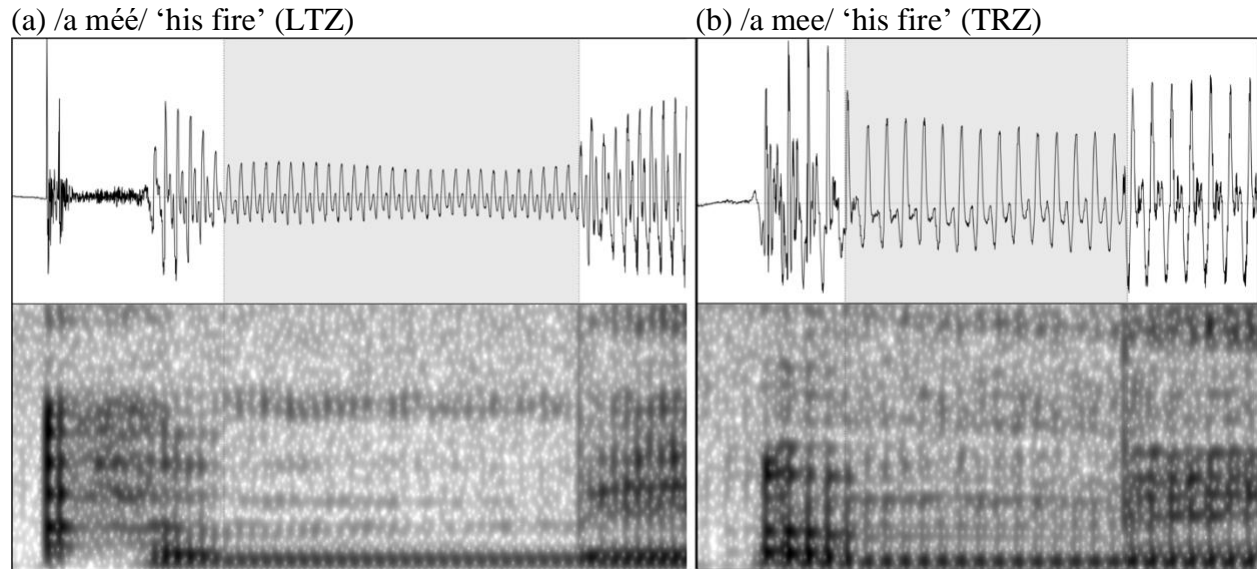 (a) /a méé/ ‘his fire’ (LTZ)
(b) /a mee/ ‘his fire’ (TRZ)